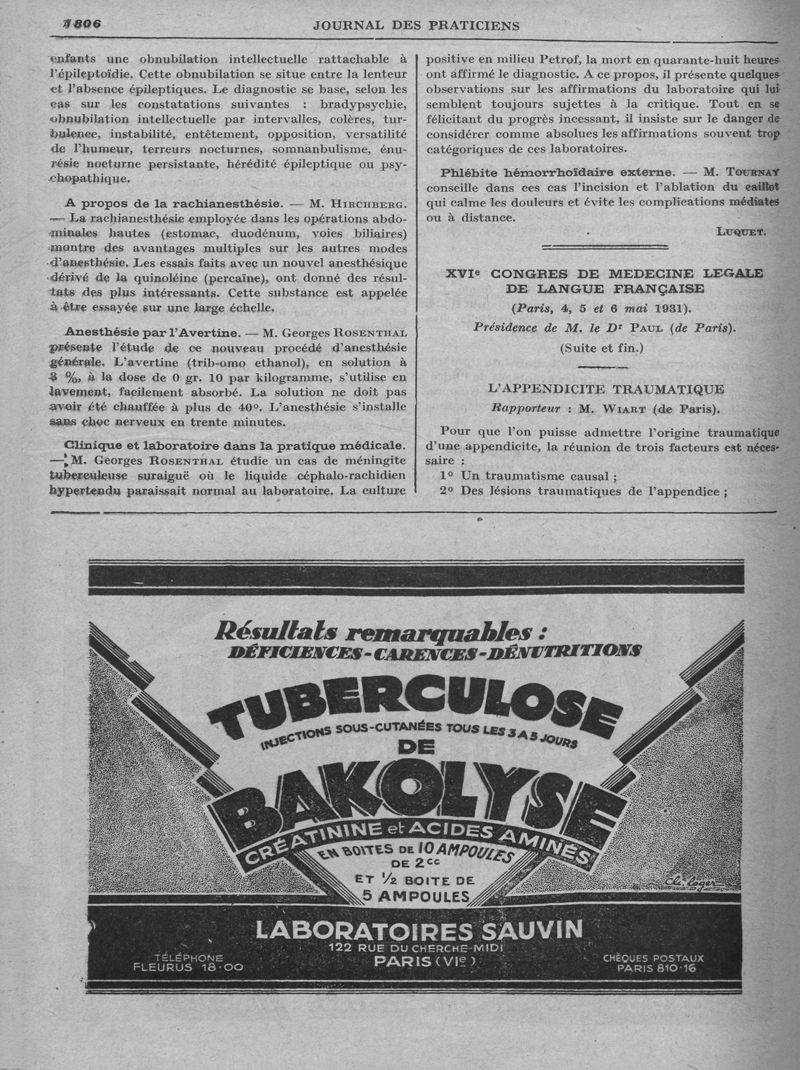 1806
JOURNAL DES PRATICIENS
enfants une obnubilation intellectuelle rattachable à
l'épileptoïdie. Cette obnubilation se situe entre la lenteur
et l'absence épileptiques. Le diagnostic se base, selon les
cas sur les constatations suivantes : bradypsychie,
obnubilation intellectuelle par intervalles, colères, tur-
bulence, instabilité, entêtement, opposition, versatilité
de l'humeur, terreurs nocturnes, somnanbulisme, énu-
résie nocturne persistante, hérédité épileptique ou psy-
chopathique.
A propos de la rachianesthésie. — M. HIRCHBERG.
— La rachianesthésie employée dans les opérations abdo-
minales hautes (estomac, duodénum, voies biliaires)
montre des avantages multiples sur les autres modes
d'anesthésie. Les essais faits avec un nouvel anesthésique
dérivé de la quinoléine (percaïne), ont donné des résul-
tats des plus intéressants. Cette substance est appelée
à être essayée sur une large échelle.
Anesthésie par l'Avertine. — M. Georges ROSENTHAL
présente l'étude de ce nouveau procédé d'anesthésie
générale. L'avertine (trib-omo ethanol), en solution à
3 %, à la dose de 0 gr. 10 par kilogramme, s'utilise en
lavement, facilement absorbé. La solution ne doit pas
avoir été chauffée à plus de 40°. L'anesthésie s'installe
sans choc nerveux en trente minutes.
Clinique et laboratoire dans la pratique médicale.
— M. Georges ROSENTHAL étudie un cas de méningite
tuberculeuse suraiguë où le liquide céphalo-rachidien
hypertendu paraissait normal au laboratoire. La culture
positive en milieu Petrof, la mort en quarante-huit heures
ont affirmé le diagnostic. A ce propos, il présente quelques
observations sur les affirmations du laboratoire qui lui
semblent toujours sujettes à la critique. Tout en se
félicitant du progrès incessant, il insiste sur le danger de
considérer comme absolues les affirmations souvent trop
catégoriques de ces laboratoires.
Phlébite hémorrhoïdaire externe. — M. TOURNAY
conseille dans ces cas l'incision et l'ablation du caillot
qui calme les douleurs et évite les complications médiates
ou à distance.
LUQUET.
XVIe CONGRES DE MEDECINE LEGALE
DE LANGUE FRANÇAISE
(Paris, 4, 5 et 6 mai 1931).
Présidence de M. le Dr PAUL (de Paris).
(Suite et fin.)
L'APPENDICITE TRAUMATIQUE
Rapporteur : M. WIART (de Paris).
Pour que l'on puisse admettre l'origine traumatique
d'une appendicite, la réunion de trois facteurs est néces-
saire :
1° Un traumatisme causal ;
2° Des lésions traumatiques de l'appendice ;
Résultats remarquables :
DÉFICIENCES-CARENCES-DÉNUTRITIONS
TUBERCULOSE
INJECTIONS SOUS-CUTANÉES TOUS LES 3 A 5 JOURS
DE
BAKOLYSE
CRÉATININE et ACIDES AMINÉS
EN BOITES DE 10 AMPOULES
DE 2cc
ET 1/2 BOITE DE
5 AMPOULES
LABORATOIRES SAUVIN
122 RUE DU CHERCHE-MIDI
PARIS (VIe)
TÉLÉPHONE
FLEURUS 18-00
CHÈQUES POSTAUX
PARIS 810-16